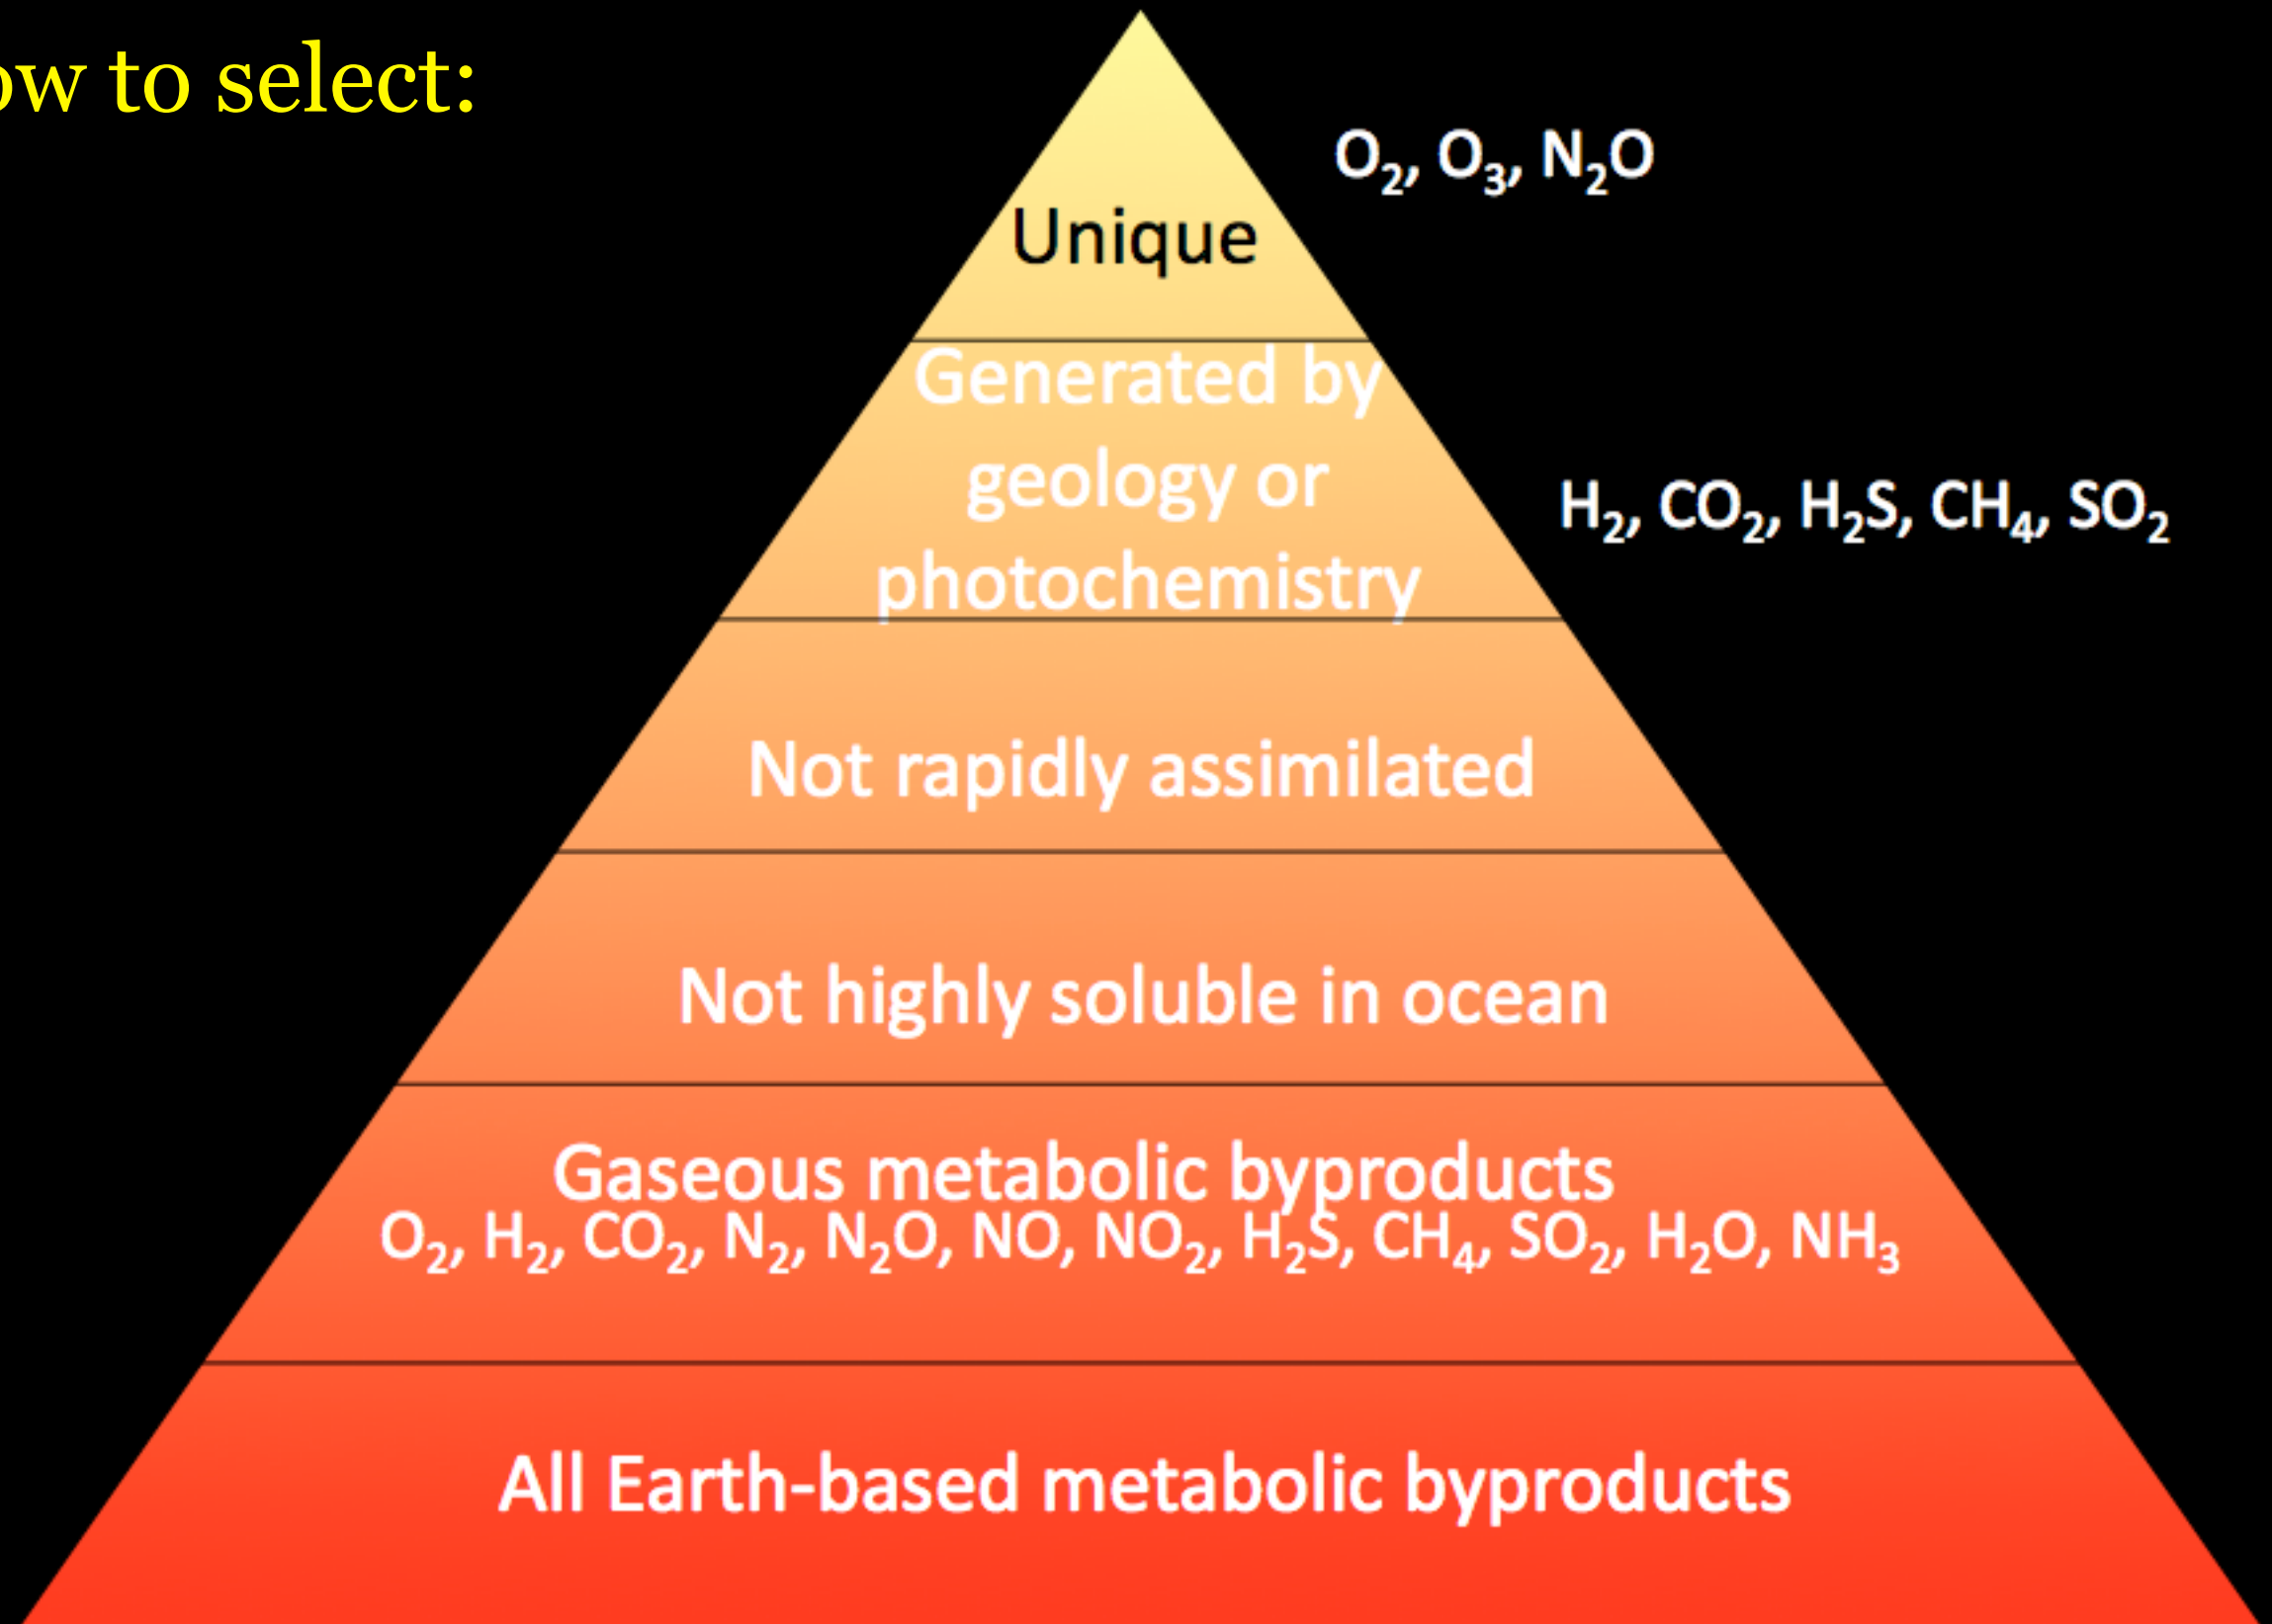 ow to select:
O₂, O₃, N₂O
Unique
Generated by
geology or
photochemistry
H₂, CO₂, H₂S, CH₄, SO₂
Not rapidly assimilated
Not highly soluble in ocean
Gaseous metabolic byproducts
O₂, H₂, CO₂, N₂, N₂O, NO, NO₂, H₂S, CH₄, SO₂, H₂O, NH₃
All Earth-based metabolic byproducts